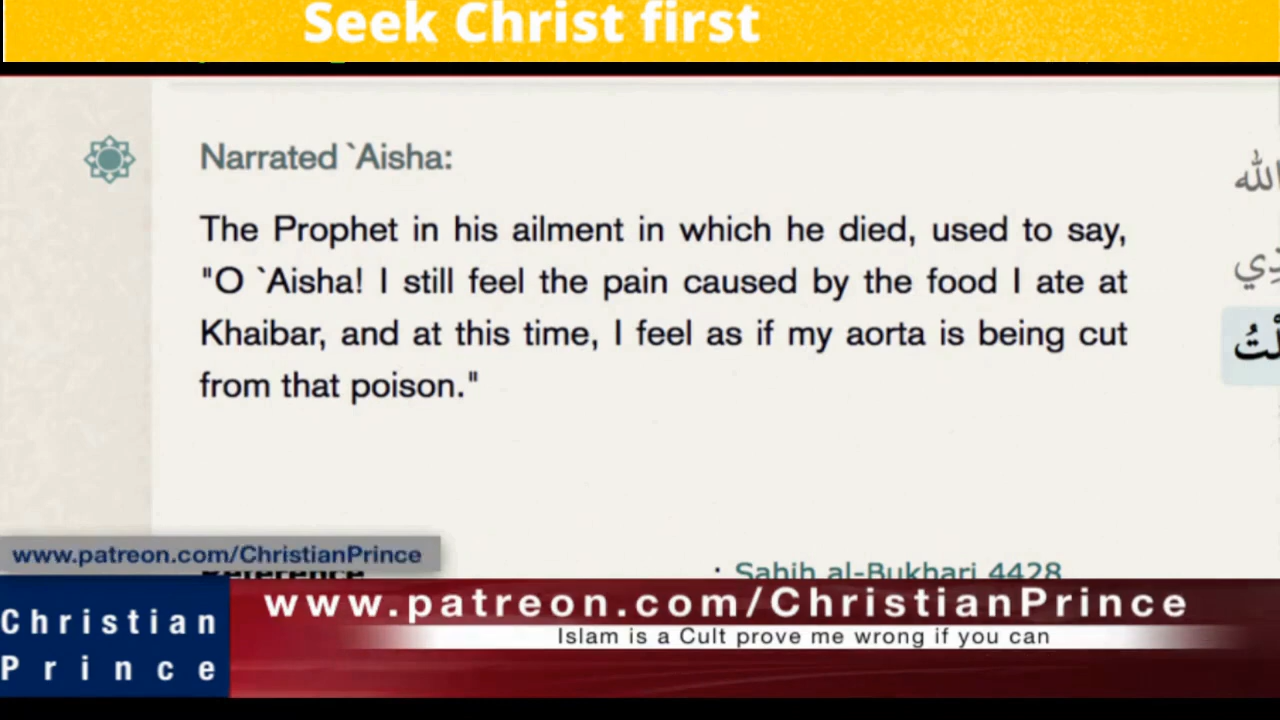 Seek Christ first
Narrated `Aisha:
The Prophet in his ailment in which he died, used to say,
"O `Aisha! I still feel the pain caused by the food I ate at
Khaibar, and at this time, I feel as if my aorta is being cut
from that poison."
الله
www.patreon.com/ChristianPrince
Reference
: Sahih al-Bukhari 4428
www.patreon.com/ChristianPrince
Islam is a Cult prove me wrong if you can
Christian
Prince